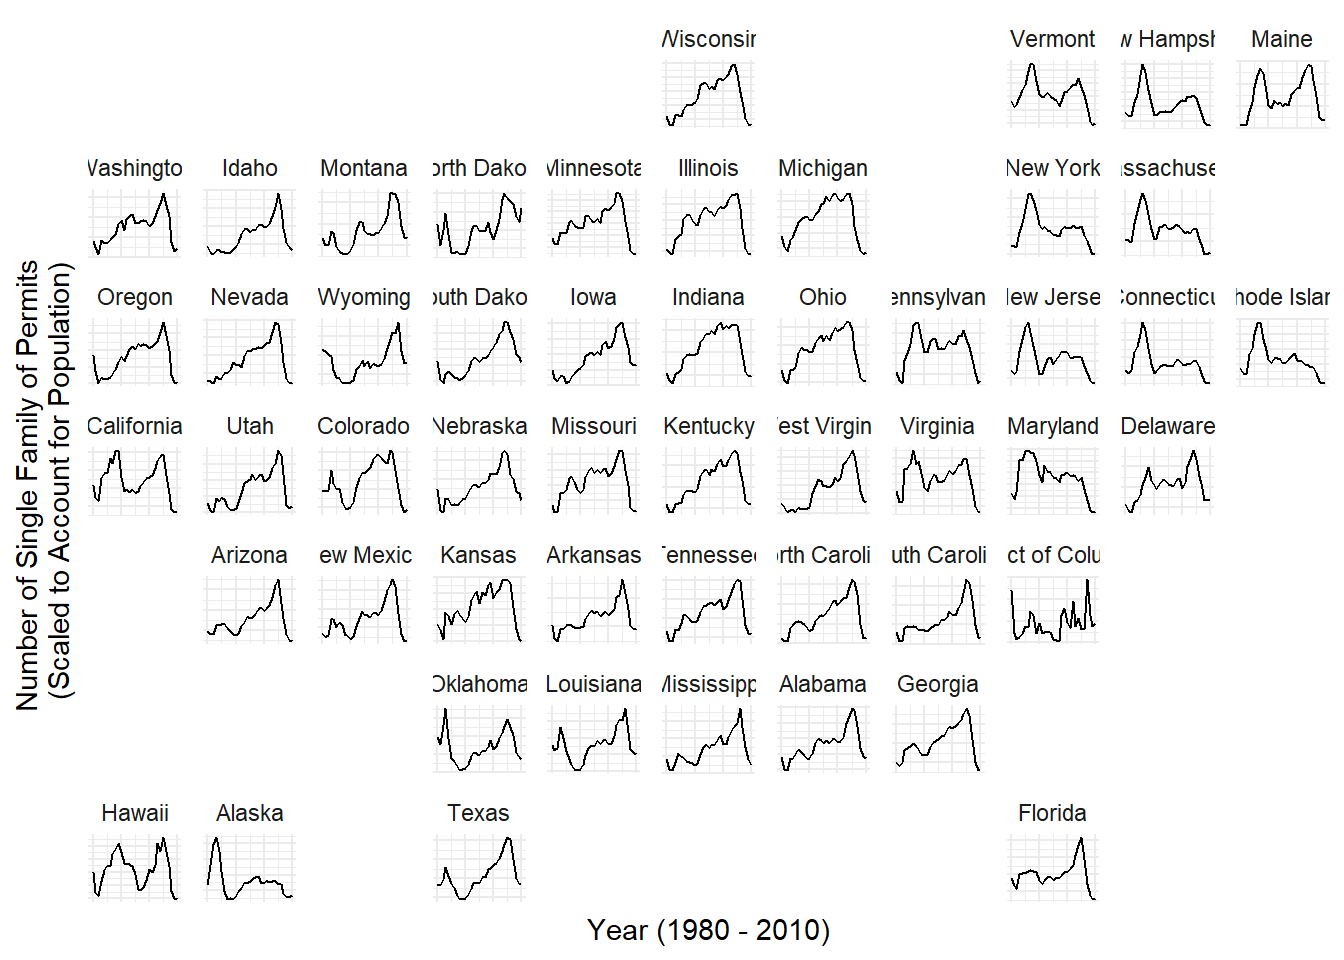 Wisconsin Vermont w Hampsh Maine
Washingto Idaho Montana orth Dako Minnesota Illinois Michigan New York ssachuse
Oregon Nevada Wyoming outh Dako Iowa Indiana Ohio ennsylvan New Jerse Connecticu hode Islan
California Utah Colorado Nebraska Missouri Kentucky est Virgin Virginia Maryland Delaware
Arizona ew Mexic Kansas Arkansas Tennessee rth Caroli uth Caroli ct of Colu
Oklahoma Louisiana Mississipp Alabama Georgia
Hawaii Alaska Texas Florida
Number of Single Family of Permits
(Scaled to Account for Population)
Year (1980 - 2010)